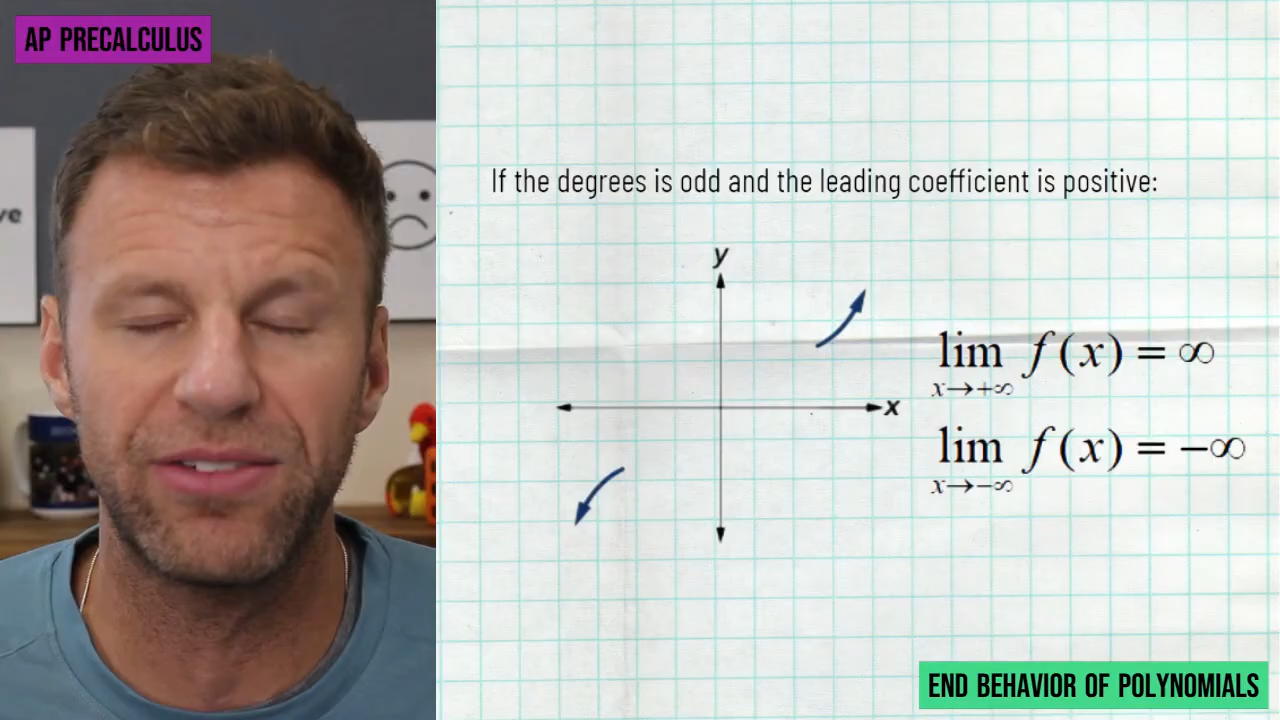 AP PRECALCULUS
ve
If the degrees is odd and the leading coefficient is positive:
y
x
lim f(x) = ∞
x→+∞
lim f(x) = −∞
x→−∞
END BEHAVIOR OF POLYNOMIALS